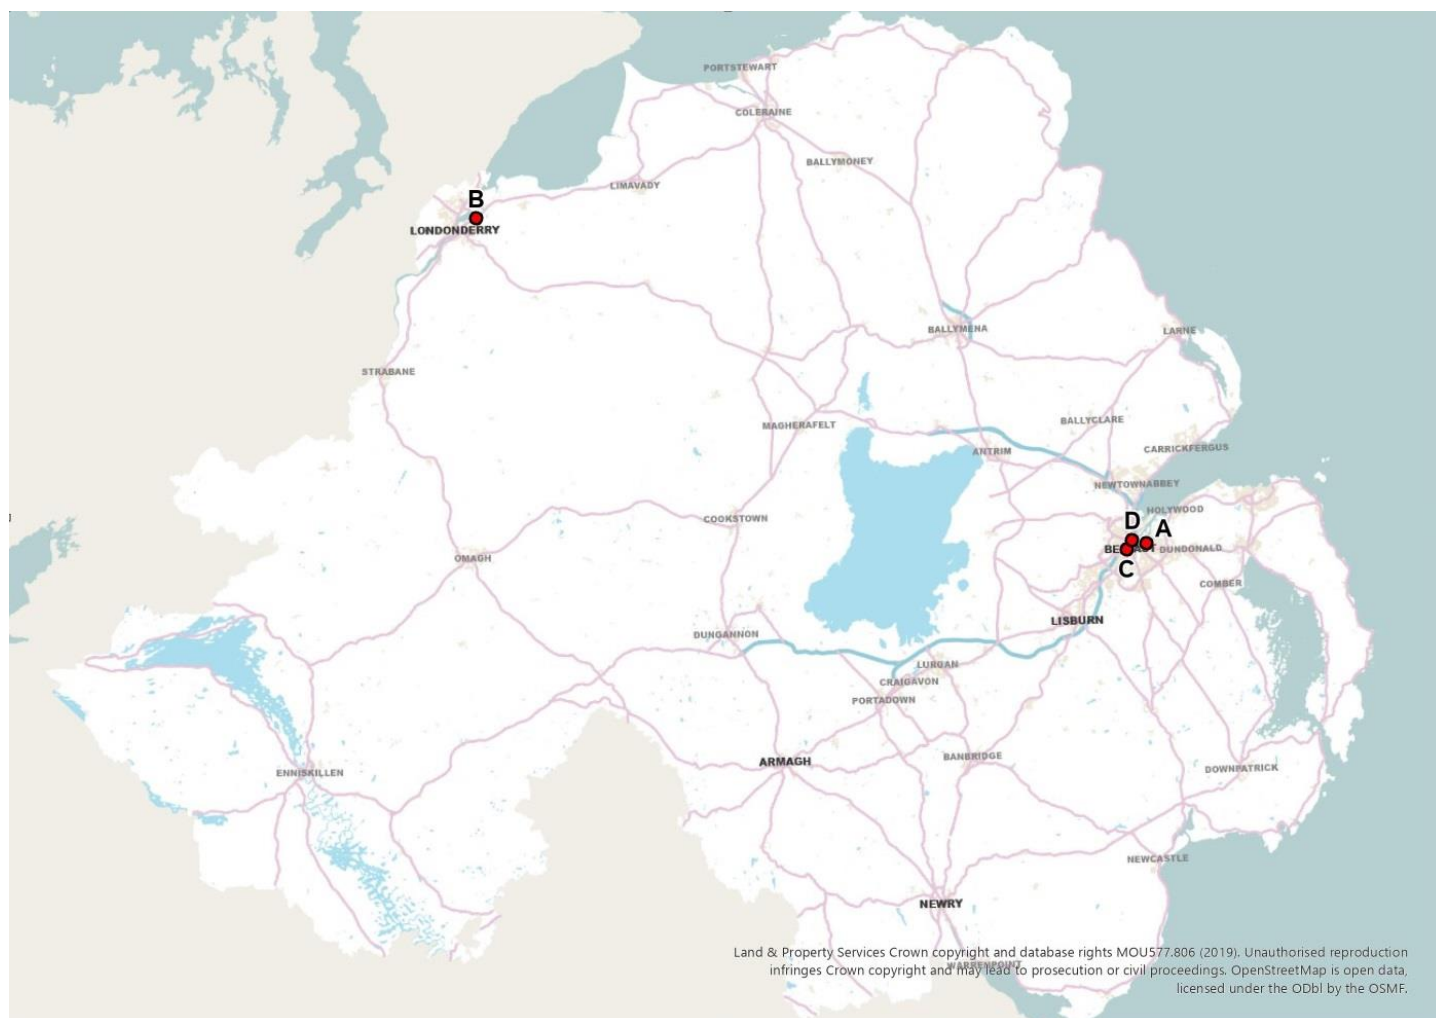 PORTSTEWART
COLERAINE
BALLYMONEY
LIMAVADY
B
LONDONDERRY
BALLYMENA
LARNE
STRABANE
BALLYCLARE
MAGHERAFELT
CARRICKFERGUS
ANTRIM
NEWTOWNABBEY
HOLYWOOD
COOKSTOWN
D
A
DUNDONALD
OMAGH
C
COMBER
LISBURN
DUNGANNON
LURGAN
CRAIGAVON
PORTADOWN
BANBRIDGE
ARMAGH
DOWNPATRICK
ENNISKILLEN
NEWCASTLE
NEWRY
Land & Property Services Crown copyright and database rights MOU577.806 (2019). Unauthorised reproduction
WARRENPOINT
infringes Crown copyright and may lead to prosecution or civil proceedings. OpenStreetMap is open data,
licensed under the ODbl by the OSMF.